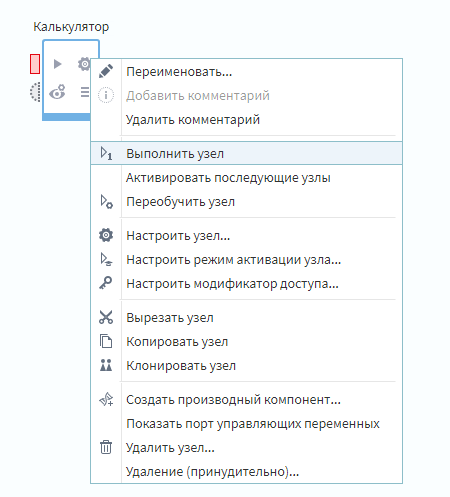 Калькулятор
Переименовать...
Добавить комментарий
Удалить комментарий
Выполнить узел
Активировать последующие узлы
Переобучить узел
Настроить узел...
Настроить режим активации узла...
Настроить модификатор доступа...
Вырезать узел
Копировать узел
Клонировать узел
Создать производный компонент...
Показать порт управляющих переменных
Удалить узел...
Удаление (принудительно)...